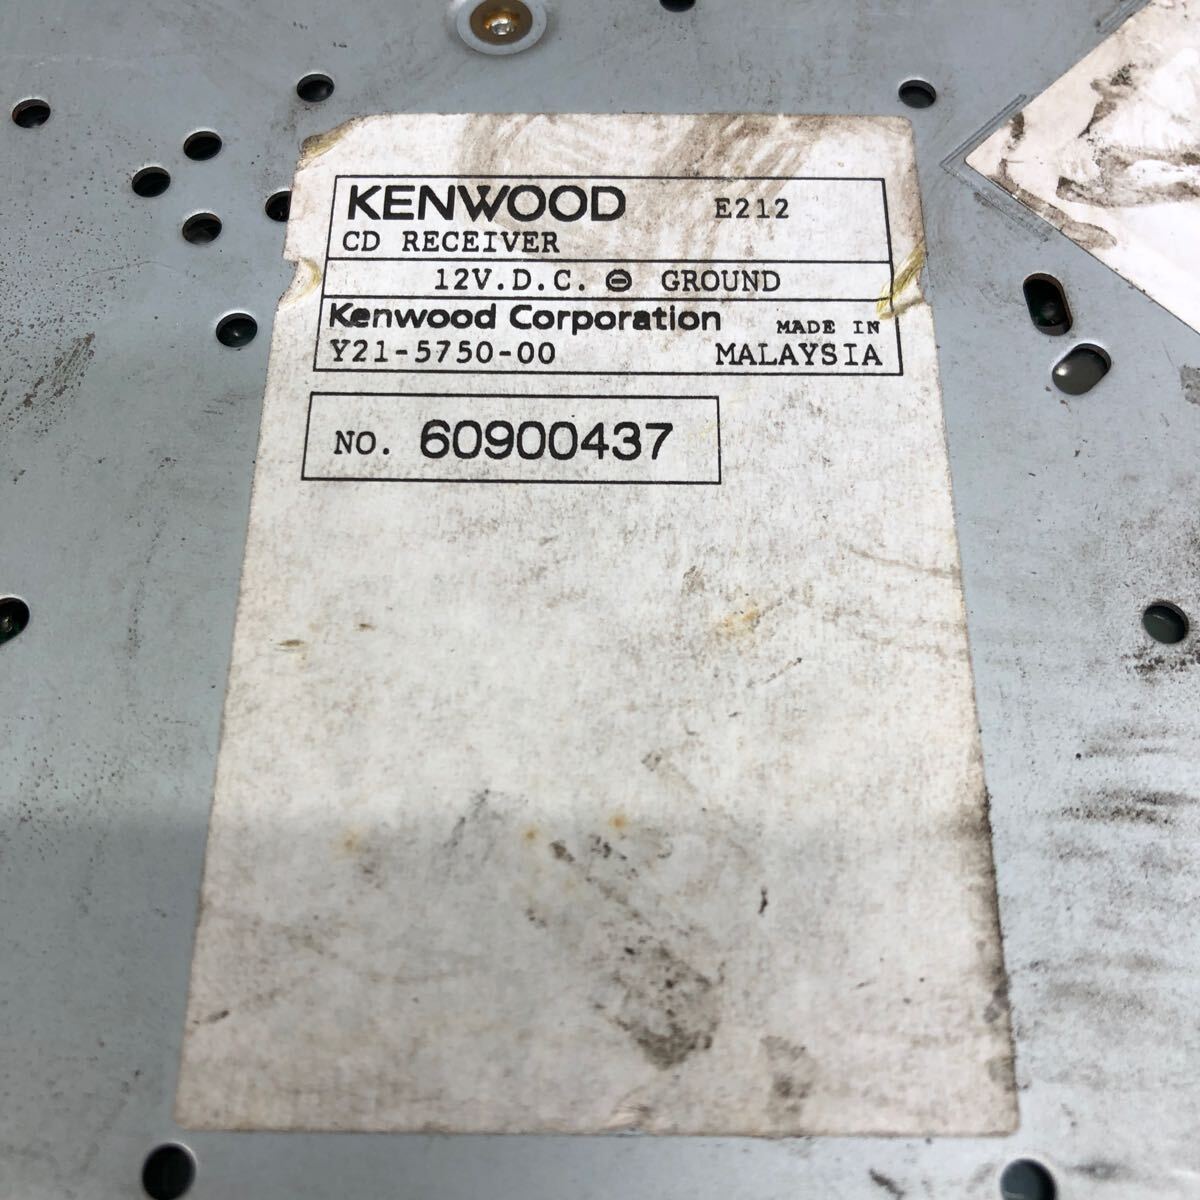 KENWOOD E212
CD RECEIVER
12V.D.C. ⊖ GROUND
Kenwood Corporation MADE IN
Y21-5750-00 MALAYSIA
NO. 60900437